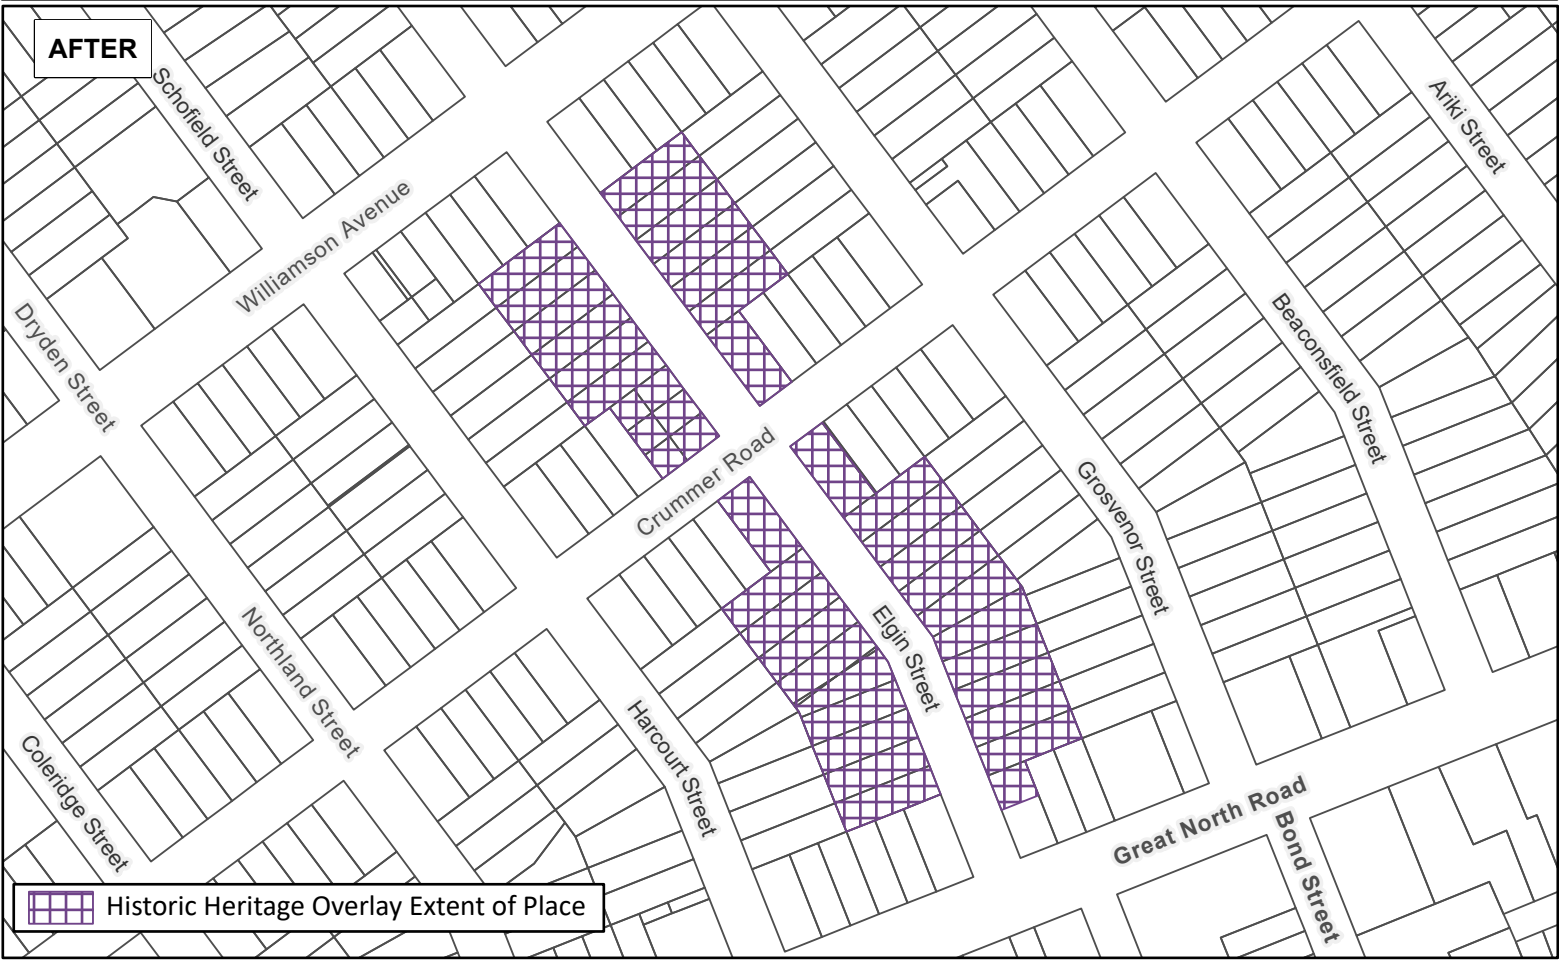 AFTER
Schofield Street
Ariki Street
Williamson Avenue
Dryden Street
Beaconsfield Street
Crummer Road
Grosvenor Street
Elgin Street
Northland Street
Harcourt Street
Coleridge Street
Great North Road
Bond Street
Historic Heritage Overlay Extent of Place